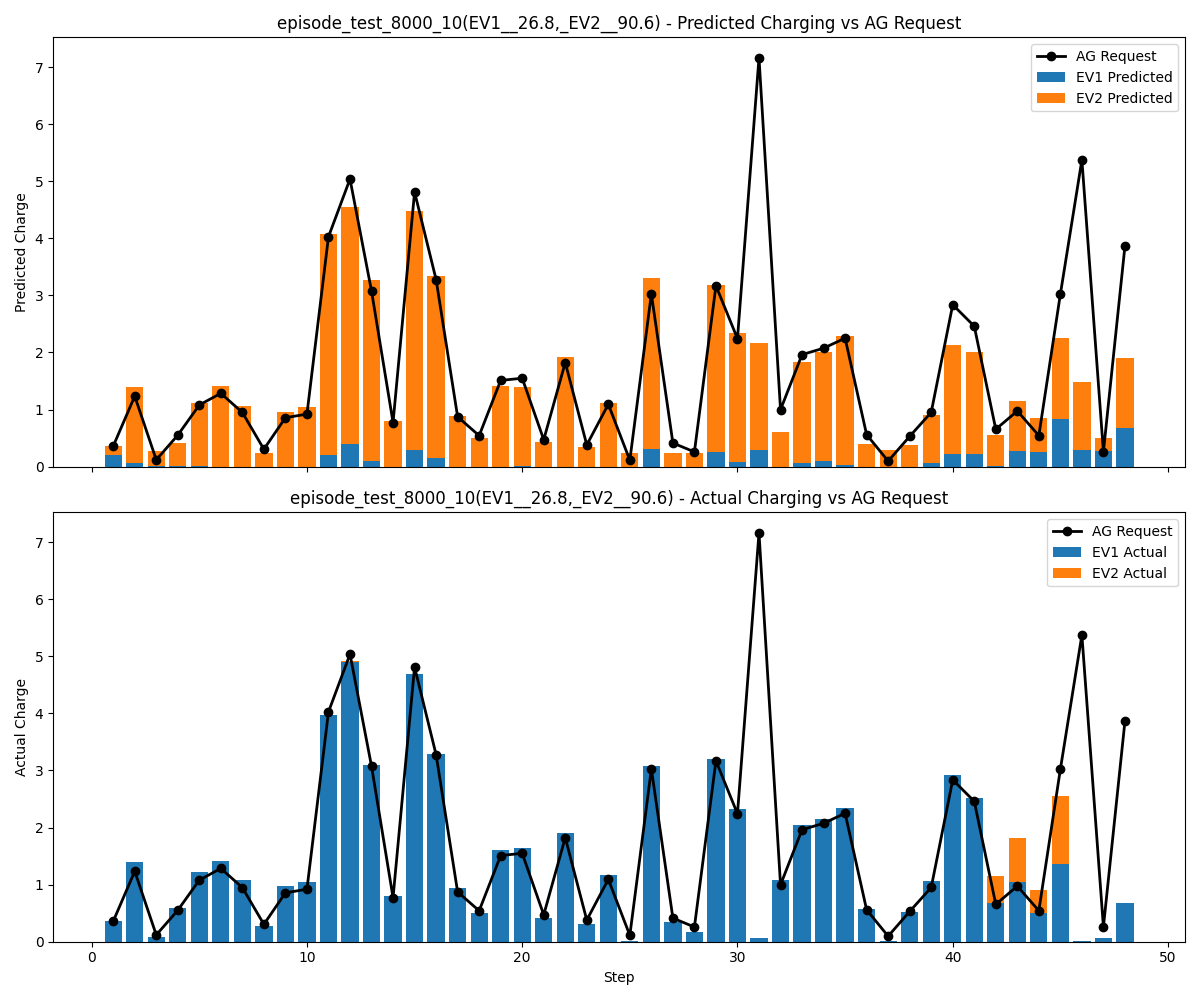 episode_test_8000_10(EV1__26.8,_EV2__90.6) - Predicted Charging vs AG Request
AG Request
EV1 Predicted
EV2 Predicted
Predicted Charge
7
6
5
4
3
2
1
0
episode_test_8000_10(EV1__26.8,_EV2__90.6) - Actual Charging vs AG Request
AG Request
EV1 Actual
EV2 Actual
Actual Charge
7
6
5
4
3
2
1
0
0 10 20 30 40 50
Step